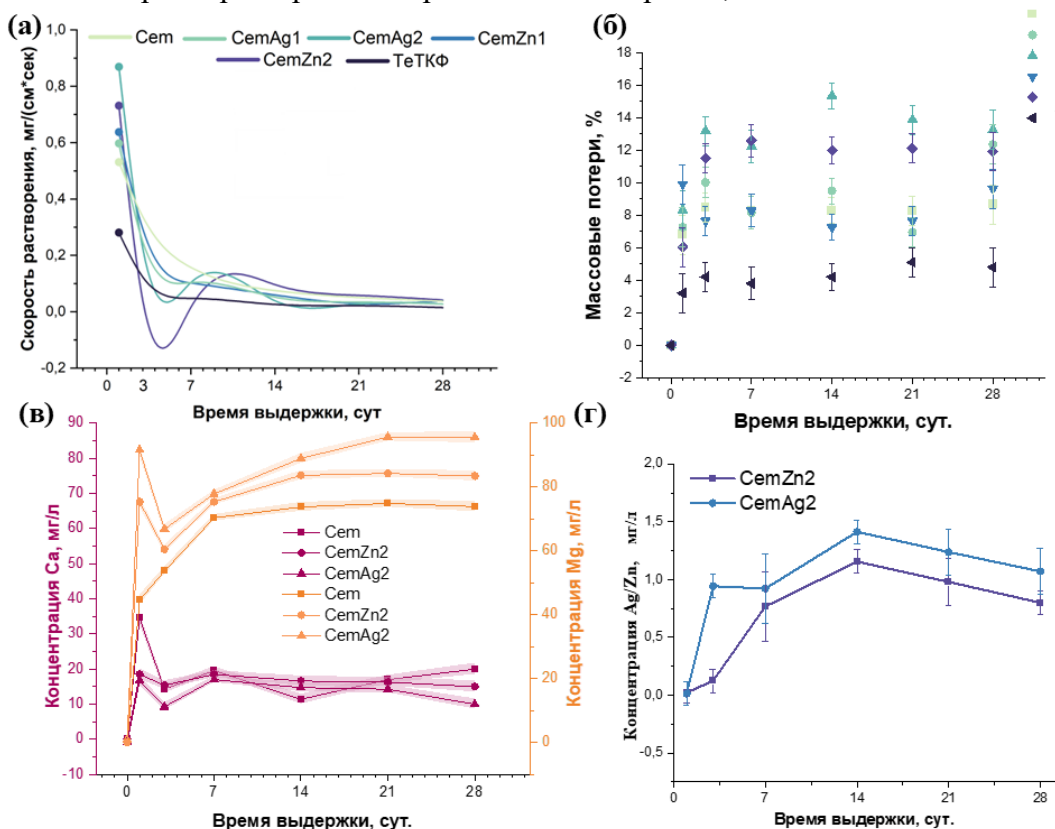 (а)
Cem CemAg1 CemAg2 CemZn1
CemZn2 ТеТКФ
Скорость растворения, мг/(см*сек)
1,0
0,8
0,6
0,4
0,2
0,0
-0,2
0 3 7 14 21 28
Время выдержки, сут
(б)
Массовые потери, %
18
16
14
12
10
8
6
4
2
0
-2
0 7 14 21 28
Время выдержки, сут.
(в)
Концентрация Ca, мг/л
90
80
70
60
50
40
30
20
10
0
-10
Cem
CemZn2
CemAg2
Cem
CemZn2
CemAg2
100
80
60
40
20
0
Концентрация Mg, мг/л
0 7 14 21 28
Время выдержки, сут.
(г)
CemZn2
CemAg2
Концентрация Ag/Zn, мг/л
2,0
1,5
1,0
0,5
0,0
-0,5
0 7 14 21 28
Время выдержки, сут.